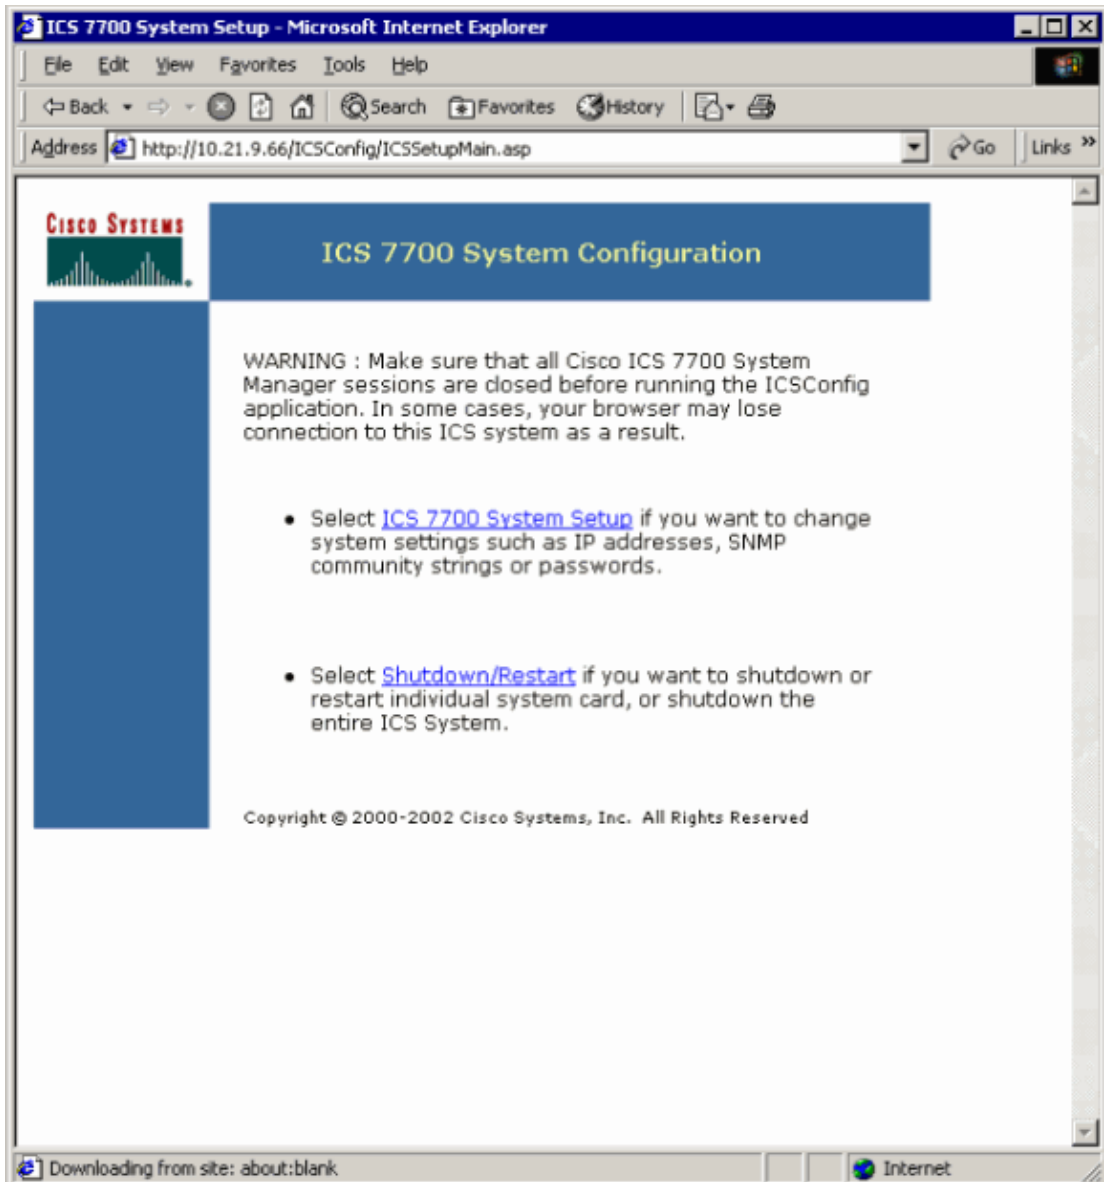 ICS 7700 System Setup - Microsoft Internet Explorer
File Edit View Favorites Tools Help
Back Search Favorites History
Address http://10.21.9.66/ICSConfig/ICSSetupMain.asp Go Links »
CISCO SYSTEMS
ICS 7700 System Configuration
WARNING : Make sure that all Cisco ICS 7700 System
Manager sessions are closed before running the ICSConfig
application. In some cases, your browser may lose
connection to this ICS system as a result.
• Select ICS 7700 System Setup if you want to change
system settings such as IP addresses, SNMP
community strings or passwords.
• Select Shutdown/Restart if you want to shutdown or
restart individual system card, or shutdown the
entire ICS System.
Copyright © 2000-2002 Cisco Systems, Inc. All Rights Reserved
Downloading from site: about:blank Internet